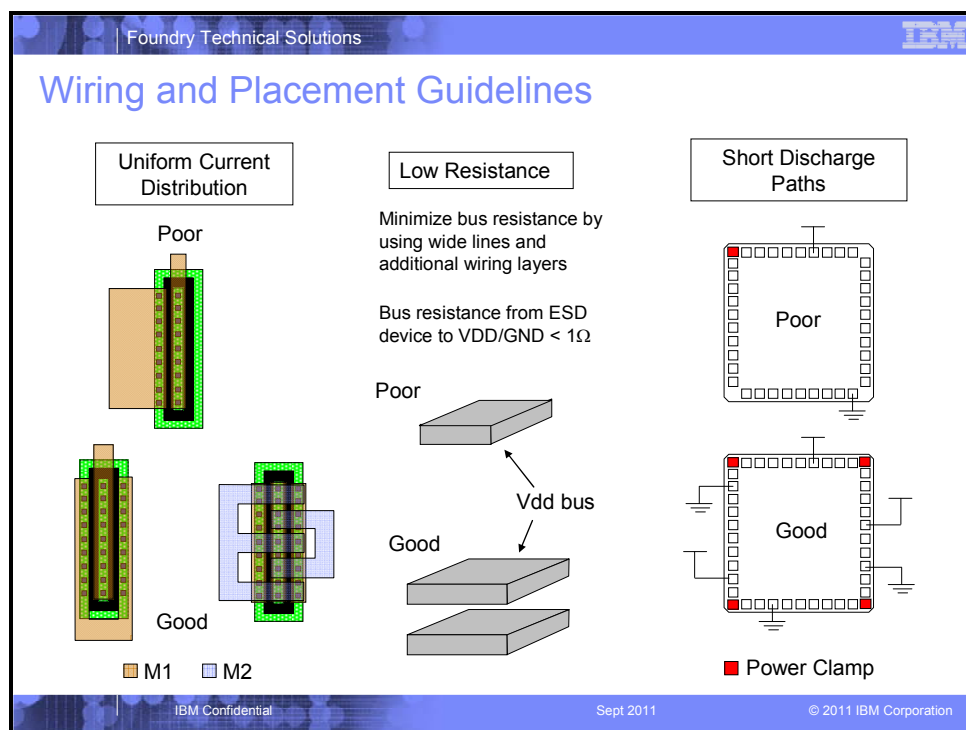 Foundry Technical Solutions
IBM
Wiring and Placement Guidelines
Uniform Current
Distribution
Poor
Good
M1
M2
Low Resistance
Minimize bus resistance by
using wide lines and
additional wiring layers
Bus resistance from ESD
device to VDD/GND < 1Ω
Poor
Vdd bus
Good
Short Discharge
Paths
Poor
Good
Power Clamp
IBM Confidential
Sept 2011
© 2011 IBM Corporation